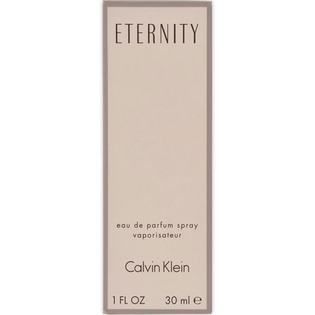 ETERNITY
eau de parfum spray
vaporisateur
Calvin Klein
1 FL OZ 30 ml ℮